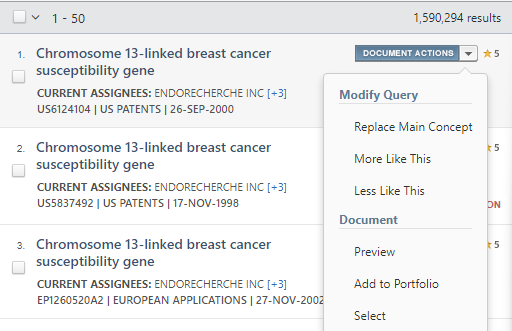 1 - 50
1,590,294 results
1.
Chromosome 13-linked breast cancer
susceptibility gene
CURRENT ASSIGNEES: ENDORECHERCHE INC [+3]
US6124104 | US PATENTS | 26-SEP-2000
DOCUMENT ACTIONS
5
Modify Query
Replace Main Concept
More Like This
Less Like This
Document
Preview
Add to Portfolio
Select
2.
Chromosome 13-linked breast cancer
susceptibility gene
CURRENT ASSIGNEES: ENDORECHERCHE INC [+3]
US5837492 | US PATENTS | 17-NOV-1998
5
ON
3.
Chromosome 13-linked breast cancer
susceptibility gene
CURRENT ASSIGNEES: ENDORECHERCHE INC [+3]
EP1260520A2 | EUROPEAN APPLICATIONS | 27-NOV-2002
5